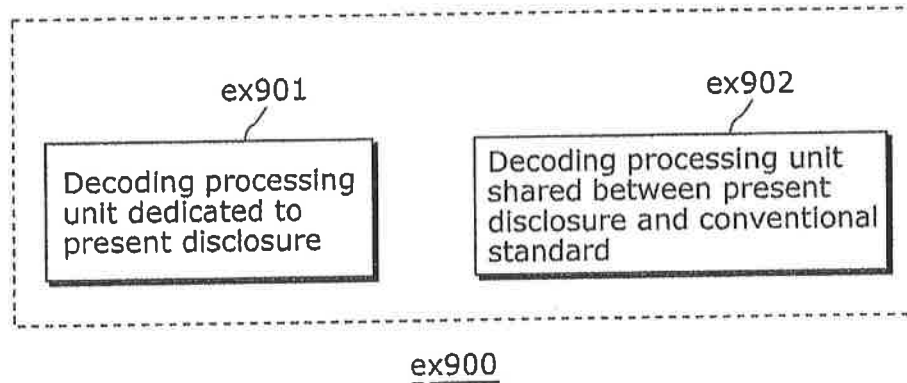 ex901
Decoding processing
unit dedicated to
present disclosure
ex902
Decoding processing unit
shared between present
disclosure and conventional
standard
ex900